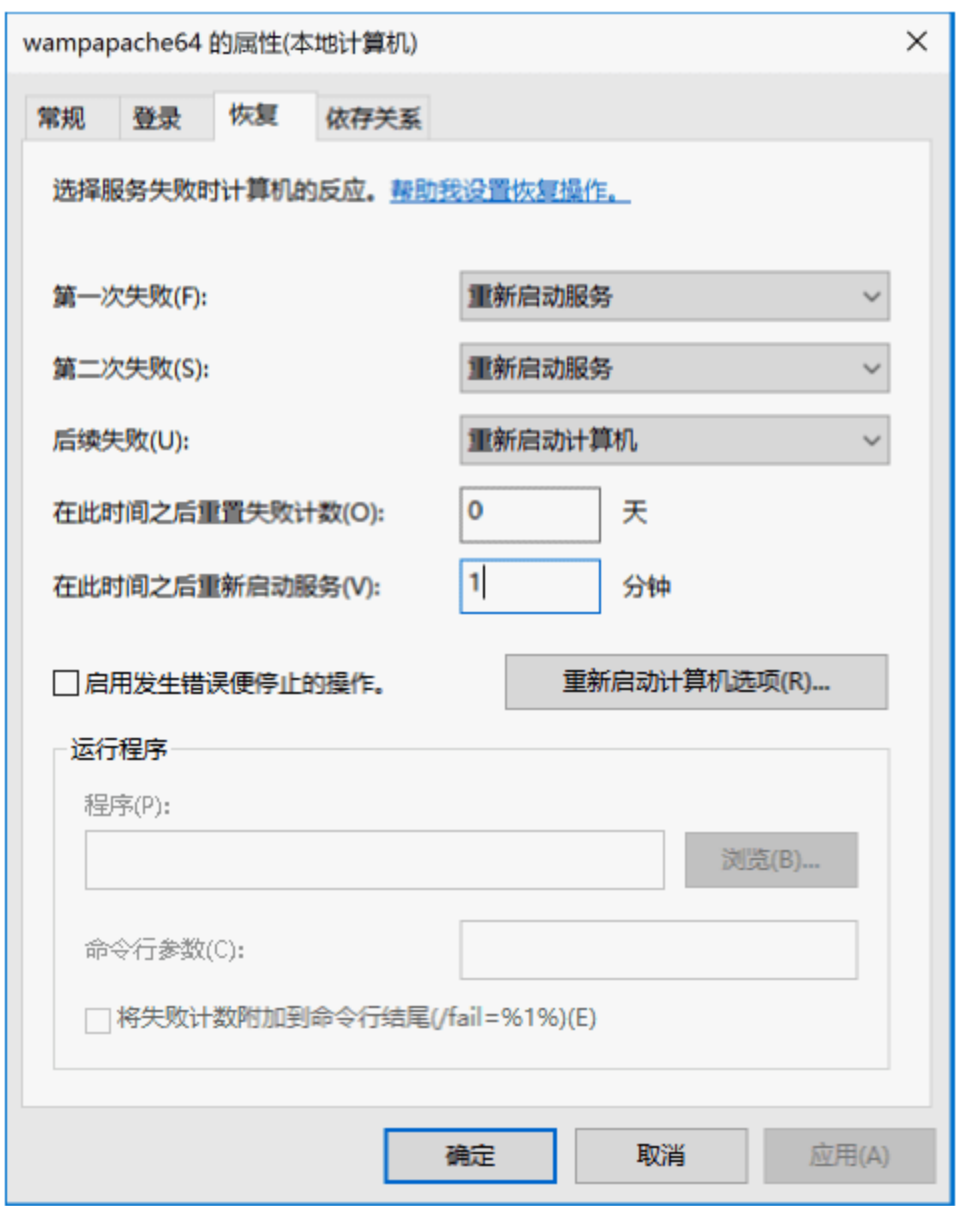 wampapache64 的属性(本地计算机)
常规 登录 恢复 依存关系
选择服务失败时计算机的反应。帮助我设置恢复操作。
第一次失败(F): 重新启动服务
第二次失败(S): 重新启动服务
后续失败(U): 重新启动计算机
在此时间之后重置失败计数(O): 0 天
在此时间之后重新启动服务(V): 1 分钟
启用发生错误便停止的操作。 重新启动计算机选项(R)...
运行程序
程序(P):
浏览(B)...
命令行参数(C):
将失败计数附加到命令行结尾(/fail=%1%)(E)
确定 取消 应用(A)